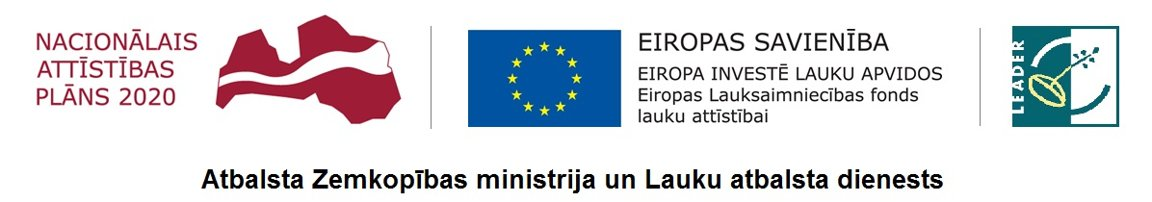 NACIONĀLAIS
ATTĪSTĪBAS
PLĀNS 2020
EIROPAS SAVIENĪBA
EIROPA INVESTĒ LAUKU APVIDOS
Eiropas Lauksaimniecības fonds
lauku attīstībai
LEADER
Atbalsta Zemkopības ministrija un Lauku atbalsta dienests